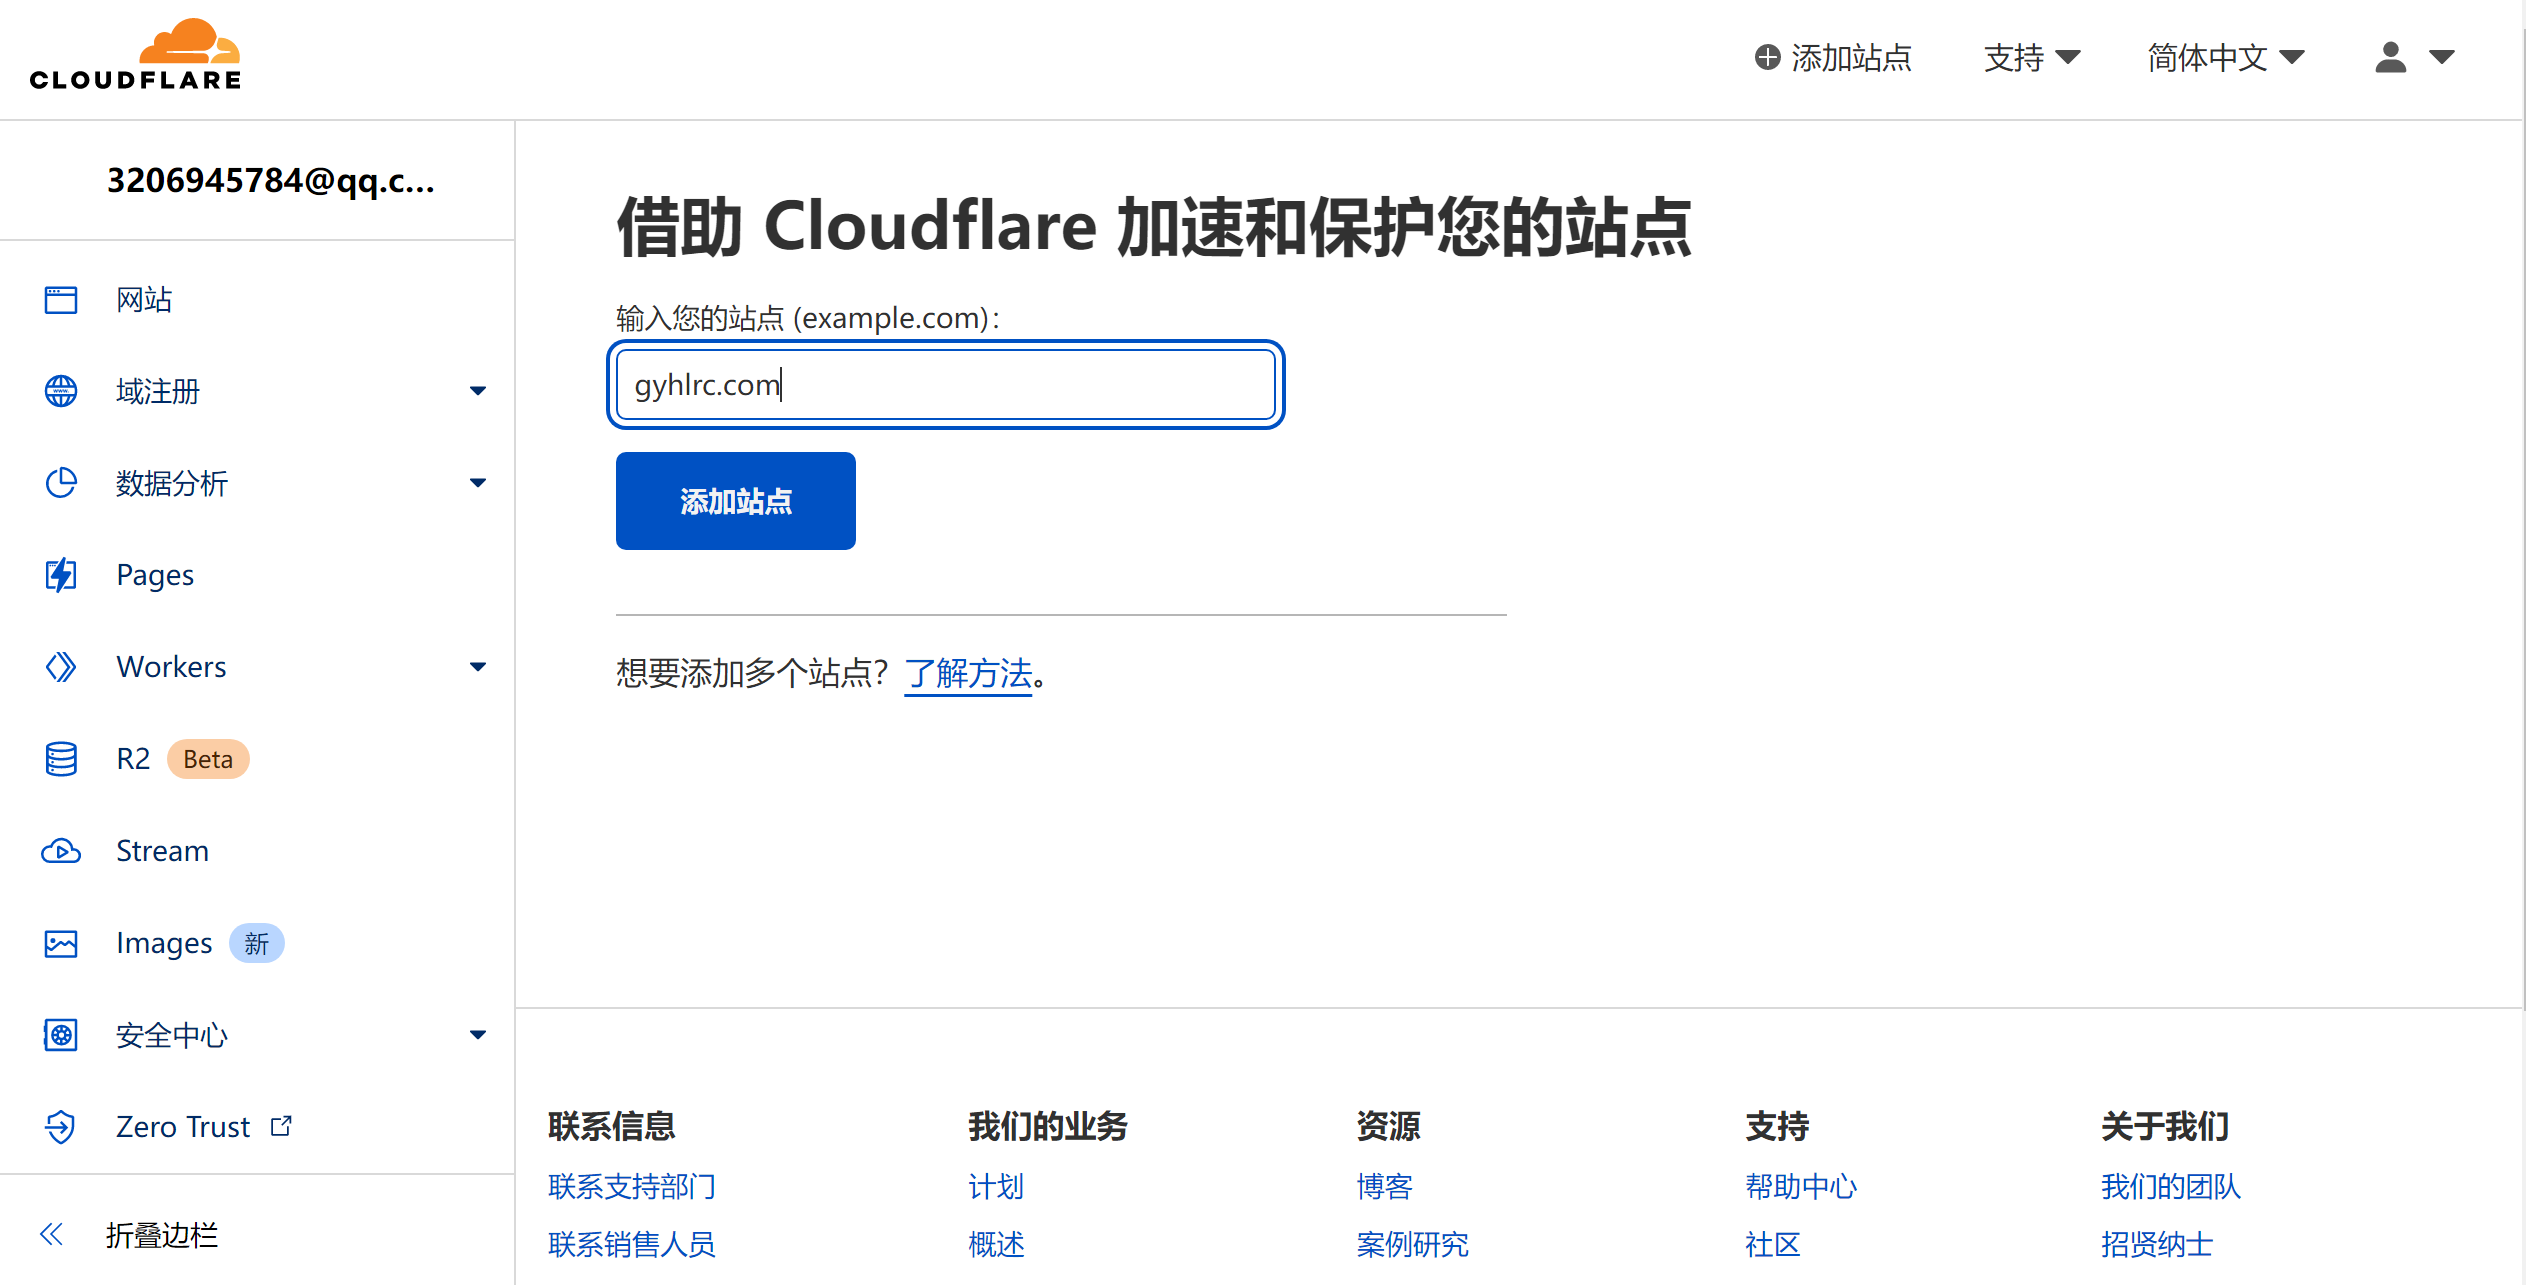 CLOUDFLARE
添加站点
支持
简体中文
3206945784@qq.c...
网站
域注册
数据分析
Pages
Workers
R2 Beta
Stream
Images 新
安全中心
Zero Trust
折叠边栏
借助 Cloudflare 加速和保护您的站点
输入您的站点 (example.com)：
gyhlrc.com
添加站点
想要添加多个站点？了解方法。
联系信息
联系支持部门
联系销售人员
我们的业务
计划
概述
资源
博客
案例研究
支持
帮助中心
社区
关于我们
我们的团队
招贤纳士